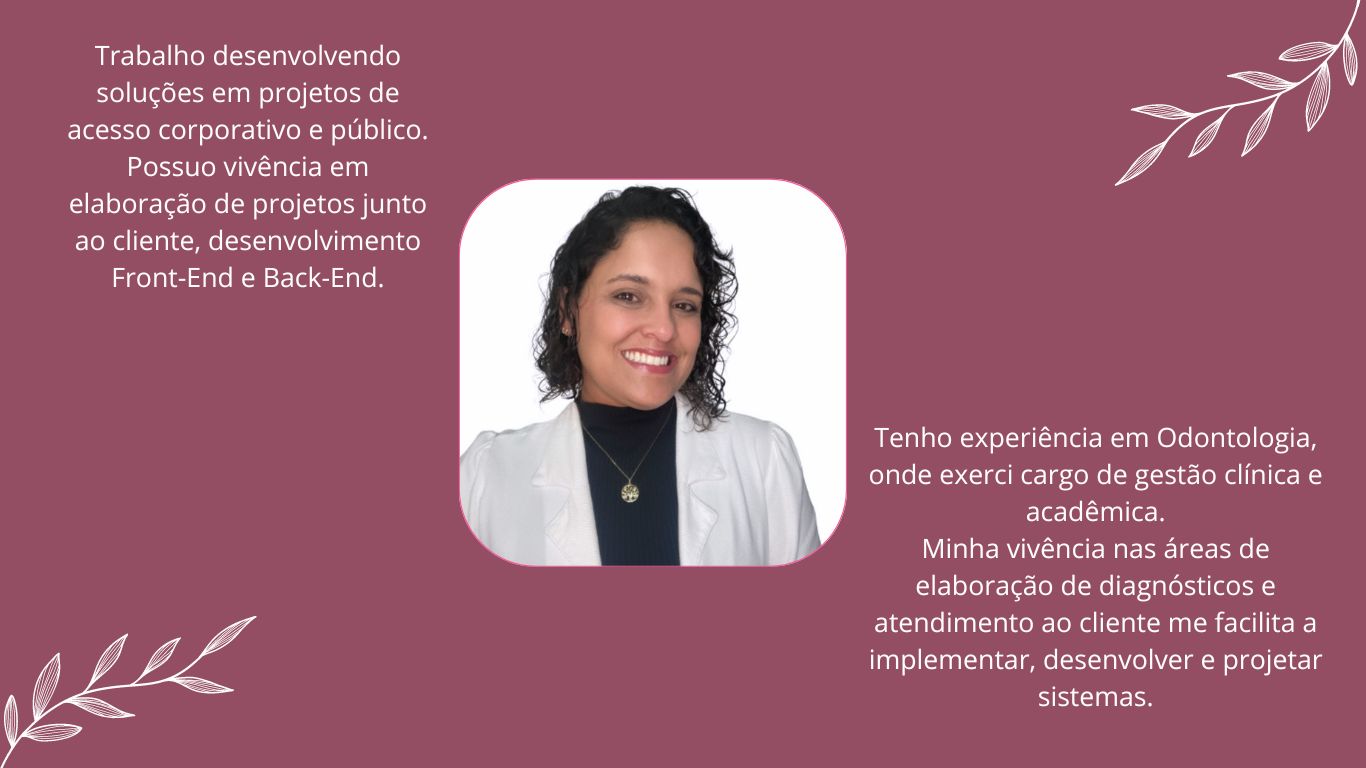 Trabalho desenvolvendo
soluções em projetos de
acesso corporativo e público.
Possuo vivência em
elaboração de projetos junto
ao cliente, desenvolvimento
Front-End e Back-End.
Tenho experiência em Odontologia,
onde exerci cargo de gestão clínica e
acadêmica.
Minha vivência nas áreas de
elaboração de diagnósticos e
atendimento ao cliente me facilita a
implementar, desenvolver e projetar
sistemas.